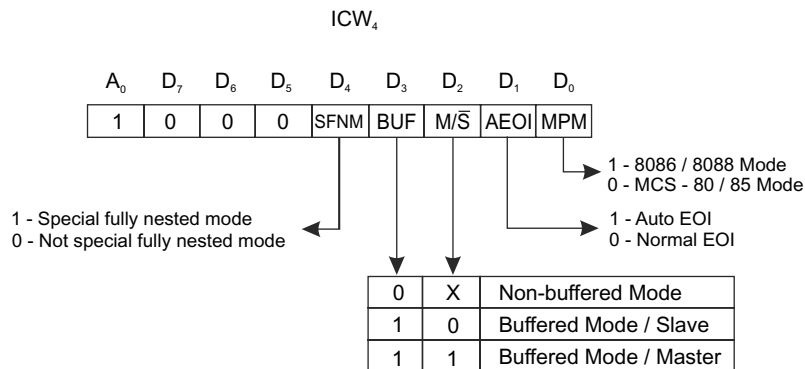 ICW₄
A₀ D₇ D₆ D₅ D₄ D₃ D₂ D₁ D₀
1 0 0 0 SFNM BUF M/S̅ AEOI MPM
1 - 8086 / 8088 Mode
0 - MCS - 80 / 85 Mode
1 - Special fully nested mode
0 - Not special fully nested mode
1 - Auto EOI
0 - Normal EOI
0 X Non-buffered Mode
1 0 Buffered Mode / Slave
1 1 Buffered Mode / Master